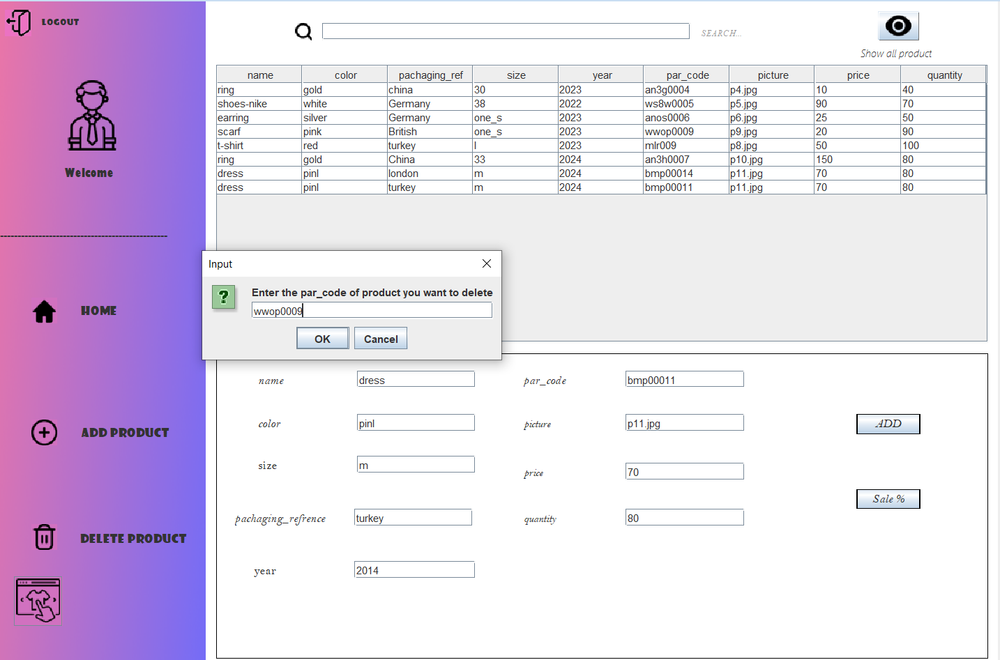 LOGOUT
Welcome
------------------------------------------------
HOME
ADD PRODUCT
DELETE PRODUCT
SEARCH...
Show all product
name color pachaging_ref size year par_code picture price quantity
ring gold china 30 2023 an3g0004 p4.jpg 10 40
shoes-nike white Germany 38 2022 ws8w0005 p5.jpg 90 70
earring silver Germany one_s 2023 anos0006 p6.jpg 25 50
scarf pink British one_s 2023 wwop0009 p9.jpg 20 90
t-shirt red turkey l 2023 mlr009 p8.jpg 50 100
ring gold China 33 2024 an3h0007 p10.jpg 150 80
dress pinl london m 2024 bmp00014 p11.jpg 70 80
dress pinl turkey m 2024 bmp00011 p11.jpg 70 80
Input
?
Enter the par_code of product you want to delete
wwop0009
OK Cancel
name dress par_code bmp00011
color pinl picture p11.jpg ADD
size m price 70
Sale %
pachaging_refrence turkey quantity 80
year 2014